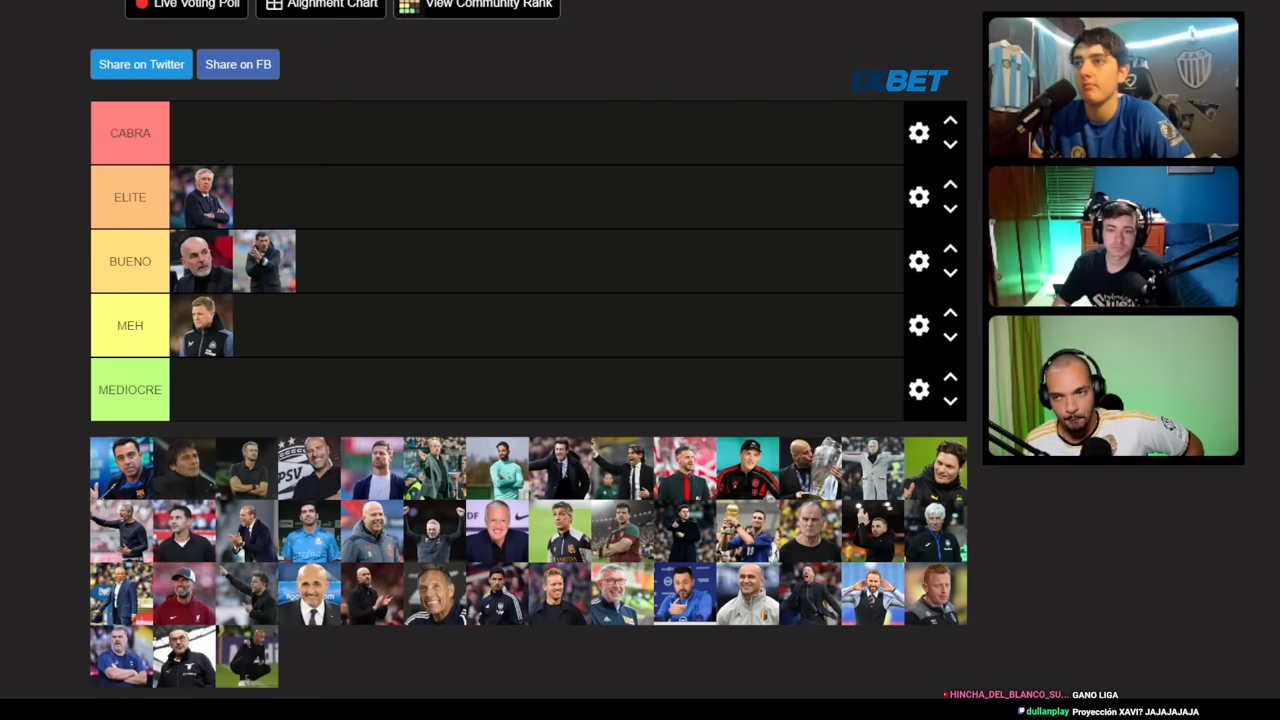 Live Voting Poll
Alignment Chart
View Community Rank
Share on Twitter
Share on FB
1XBET
CABRA
ELITE
BUENO
MEH
MEDIOCRE
PSV
HINCHA_DEL_BLANCO_SU... GANO LIGA
dullanplay Proyección XAVI? JAJAJAJAJA